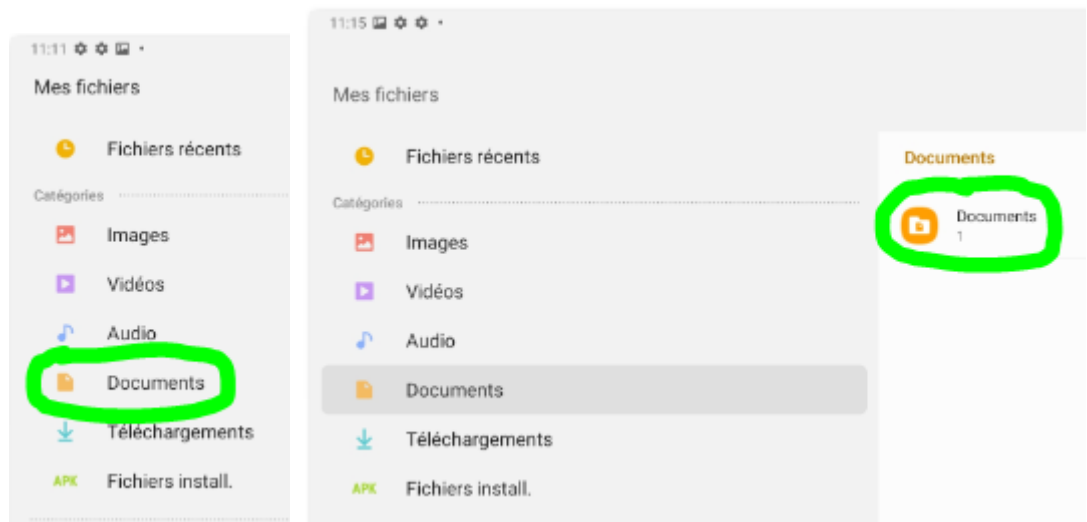 11:11
Mes fichiers
Fichiers récents
Catégories
Images
Vidéos
Audio
Documents
Téléchargements
APK Fichiers install.
11:15
Mes fichiers
Fichiers récents
Catégories
Images
Vidéos
Audio
Documents
Téléchargements
APK Fichiers install.
Documents
Documents
1